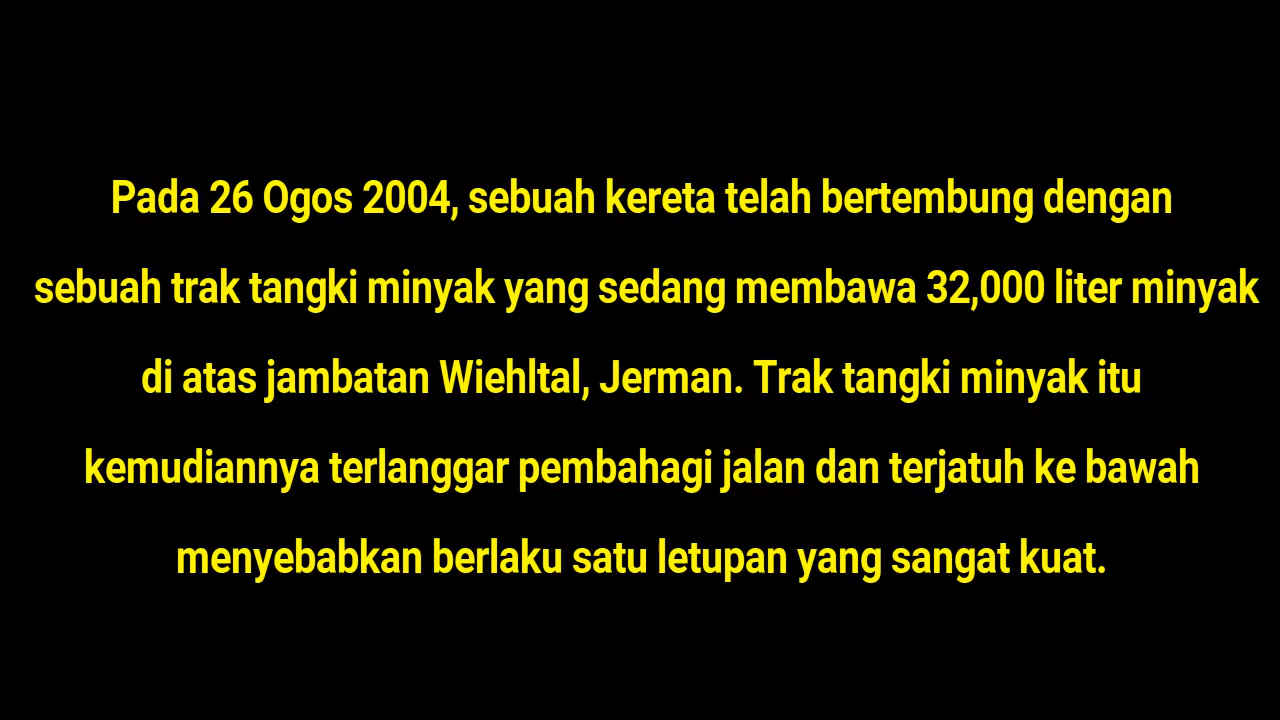 Pada 26 Ogos 2004, sebuah kereta telah bertembung dengan
sebuah trak tangki minyak yang sedang membawa 32,000 liter minyak
di atas jambatan Wiehltal, Jerman. Trak tangki minyak itu
kemudiannya terlanggar pembahagi jalan dan terjatuh ke bawah
menyebabkan berlaku satu letupan yang sangat kuat.